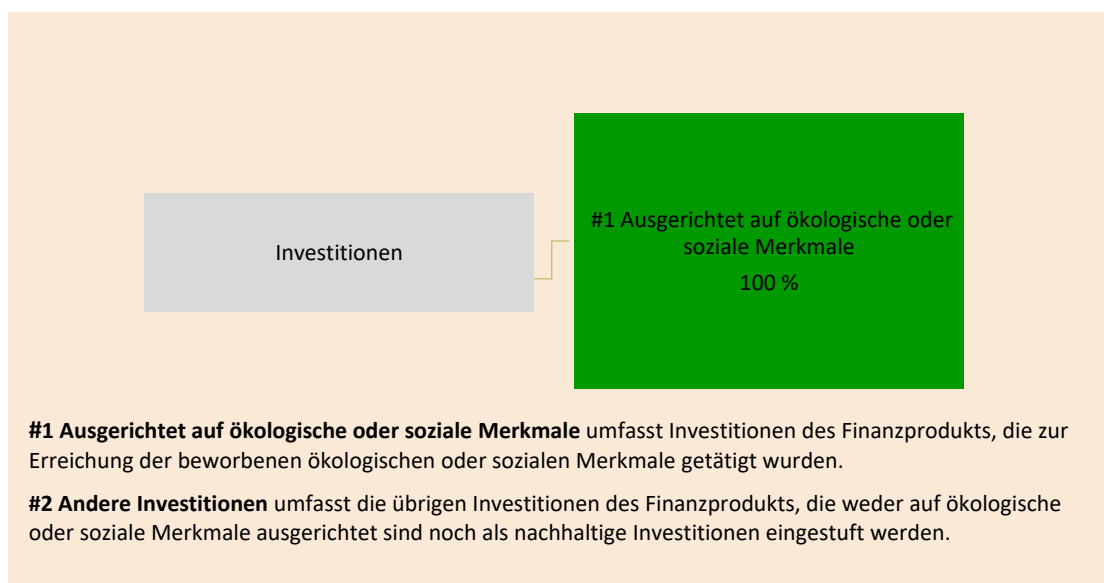 Investitionen
#1 Ausgerichtet auf ökologische oder
soziale Merkmale
100 %
#1 Ausgerichtet auf ökologische oder soziale Merkmale umfasst Investitionen des Finanzprodukts, die zur
Erreichung der beworbenen ökologischen oder sozialen Merkmale getätigt wurden.
#2 Andere Investitionen umfasst die übrigen Investitionen des Finanzprodukts, die weder auf ökologische
oder soziale Merkmale ausgerichtet sind noch als nachhaltige Investitionen eingestuft werden.